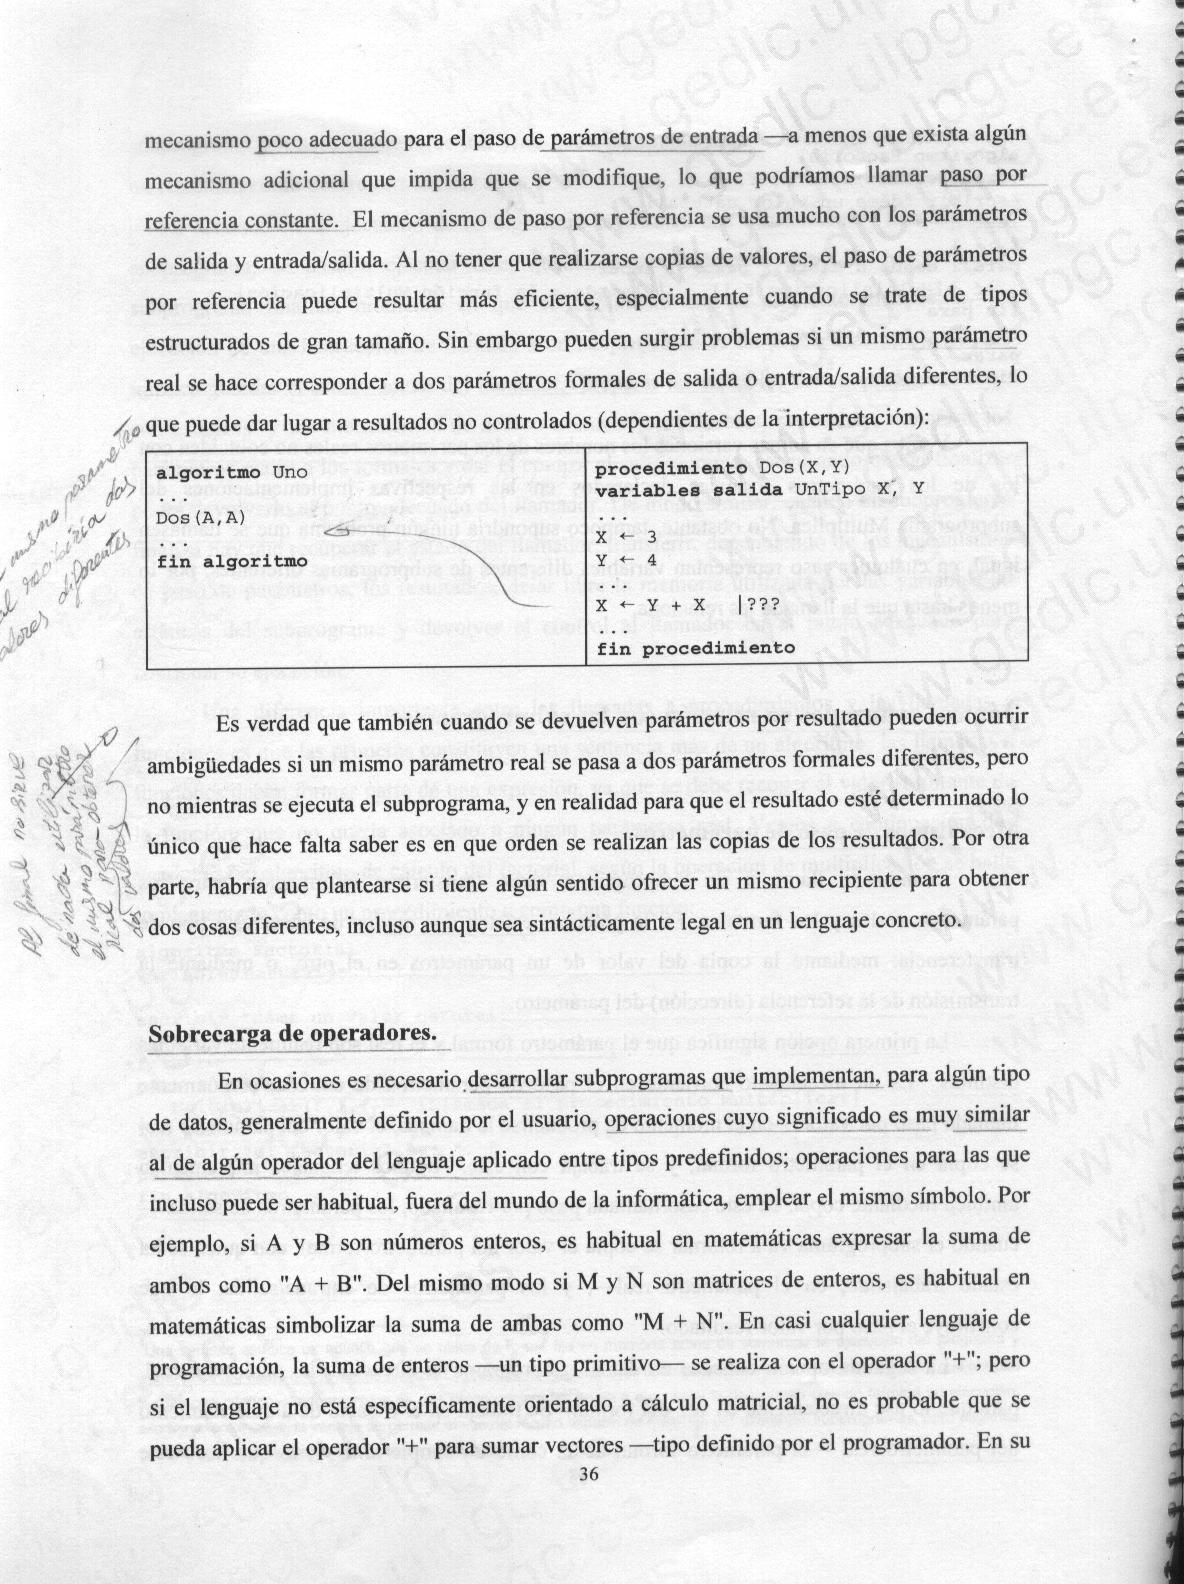 mecanismo poco adecuado para el paso de parámetros de entrada —a menos que exista algún
mecanismo adicional que impida que se modifique, lo que podríamos llamar paso por
referencia constante. El mecanismo de paso por referencia se usa mucho con los parámetros
de salida y entrada/salida. Al no tener que realizarse copias de valores, el paso de parámetros
por referencia puede resultar más eficiente, especialmente cuando se trate de tipos
estructurados de gran tamaño. Sin embargo pueden surgir problemas si un mismo parámetro
real se hace corresponder a dos parámetros formales de salida o entrada/salida diferentes, lo
que puede dar lugar a resultados no controlados (dependientes de la interpretación):
mismo parámetro
recibiría dos
valores diferentes
algoritmo Uno
...
Dos(A,A)
...
fin algoritmo
procedimiento Dos(X,Y)
variables salida UnTipo X, Y
...
X ← 3
Y ← 4
...
X ← Y + X |???
...
fin procedimiento
Es verdad que también cuando se devuelven parámetros por resultado pueden ocurrir
ambigüedades si un mismo parámetro real se pasa a dos parámetros formales diferentes, pero
no mientras se ejecuta el subprograma, y en realidad para que el resultado esté determinado lo
único que hace falta saber es en que orden se realizan las copias de los resultados. Por otra
parte, habría que plantearse si tiene algún sentido ofrecer un mismo recipiente para obtener
dos cosas diferentes, incluso aunque sea sintácticamente legal en un lenguaje concreto.
Al final no sirve
de nada utilizar
el mismo parámetro
real para obtener
dos valores
Sobrecarga de operadores.
En ocasiones es necesario desarrollar subprogramas que implementan, para algún tipo
de datos, generalmente definido por el usuario, operaciones cuyo significado es muy similar
al de algún operador del lenguaje aplicado entre tipos predefinidos; operaciones para las que
incluso puede ser habitual, fuera del mundo de la informática, emplear el mismo símbolo. Por
ejemplo, si A y B son números enteros, es habitual en matemáticas expresar la suma de
ambos como "A + B". Del mismo modo si M y N son matrices de enteros, es habitual en
matemáticas simbolizar la suma de ambas como "M + N". En casi cualquier lenguaje de
programación, la suma de enteros —un tipo primitivo— se realiza con el operador "+"; pero
si el lenguaje no está específicamente orientado a cálculo matricial, no es probable que se
pueda aplicar el operador "+" para sumar vectores —tipo definido por el programador. En su
36
www.gedlc.ulpgc.es